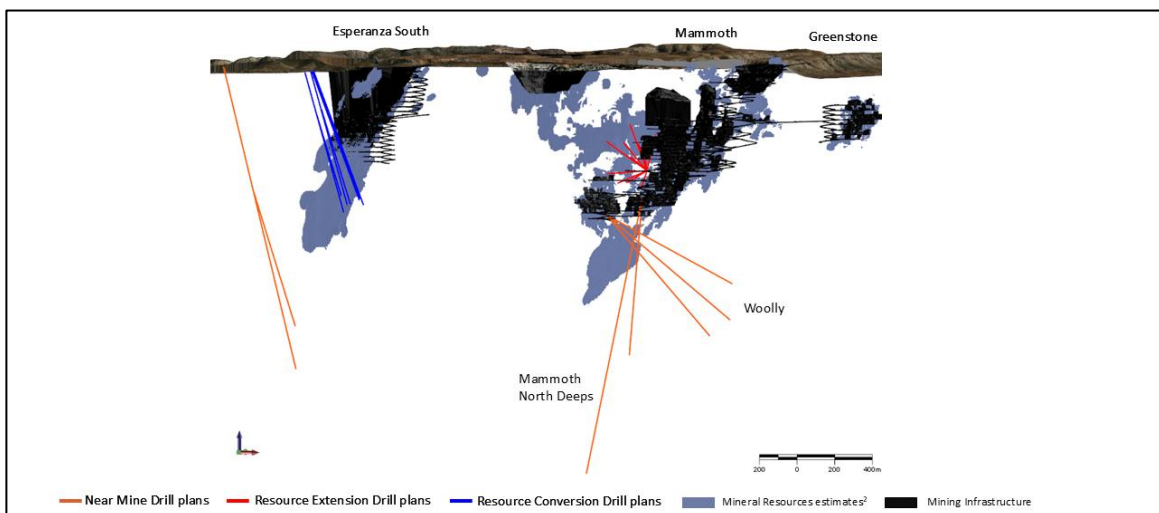 Esperanza South
Mammoth
Greenstone
Woolly
Mammoth
North Deeps
200 0 200 400m
Near Mine Drill plans
Resource Extension Drill plans
Resource Conversion Drill plans
Mineral Resources estimates²
Mining Infrastructure